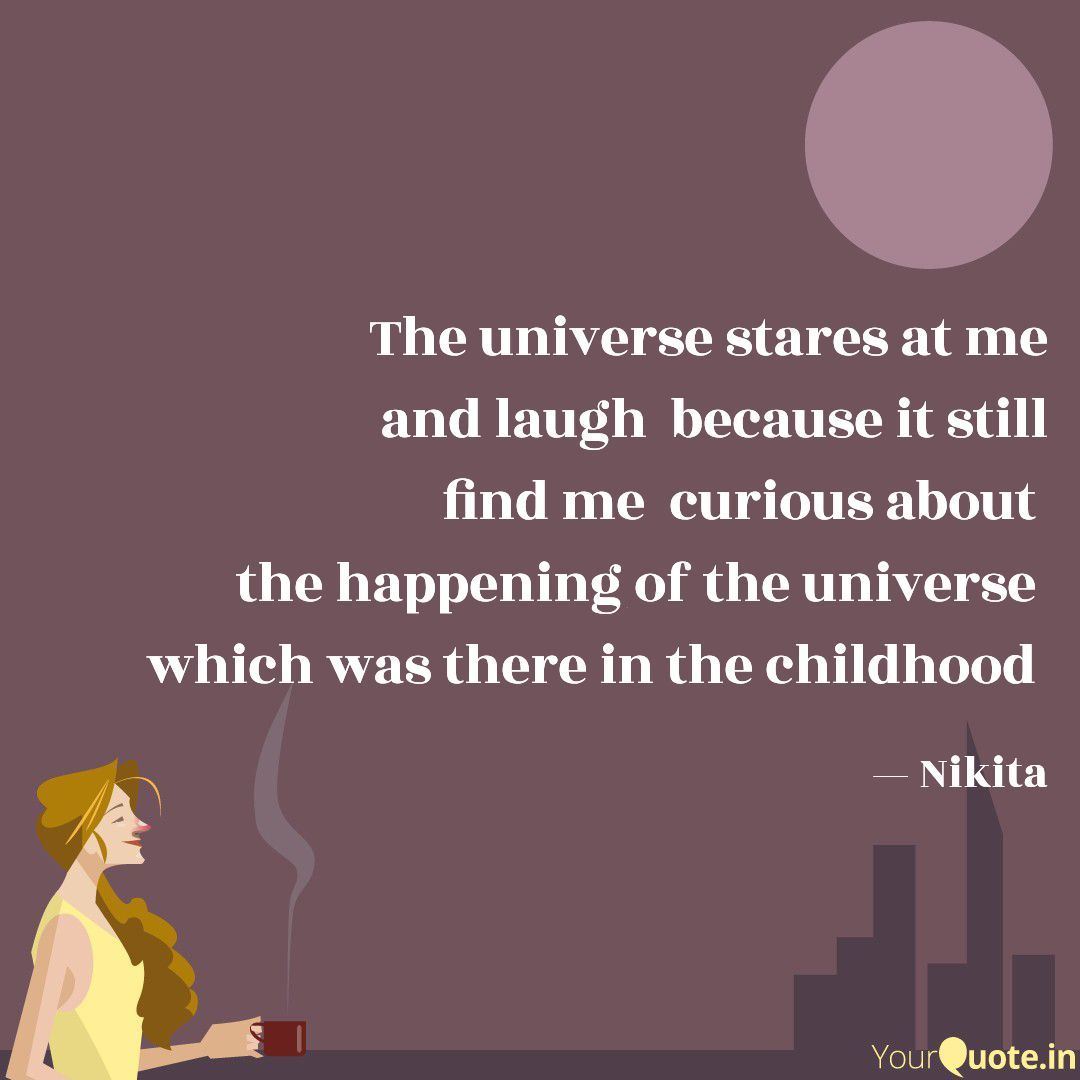 The universe stares at me
and laugh  because it still
find me  curious about
the happening of the universe
which was there in the childhood
— Nikita
YourQuote.in